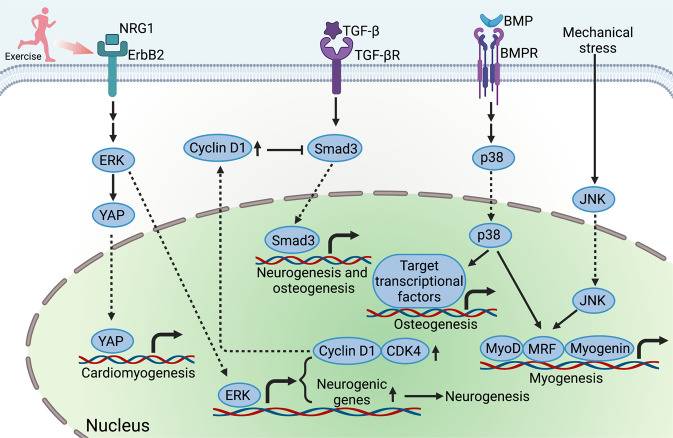 NRG1
Exercise
ErbB2
TGF-β
TGF-βR
BMP
BMPR
Mechanical
stress
ERK
Cyclin D1
Smad3
p38
YAP
JNK
Smad3
Neurogenesis and
osteogenesis
p38
Target
transcriptional
factors
Osteogenesis
JNK
YAP
Cardiomyogenesis
Cyclin D1 CDK4
MyoD MRF Myogenin
Myogenesis
ERK
Neurogenic
genes
Neurogenesis
Nucleus